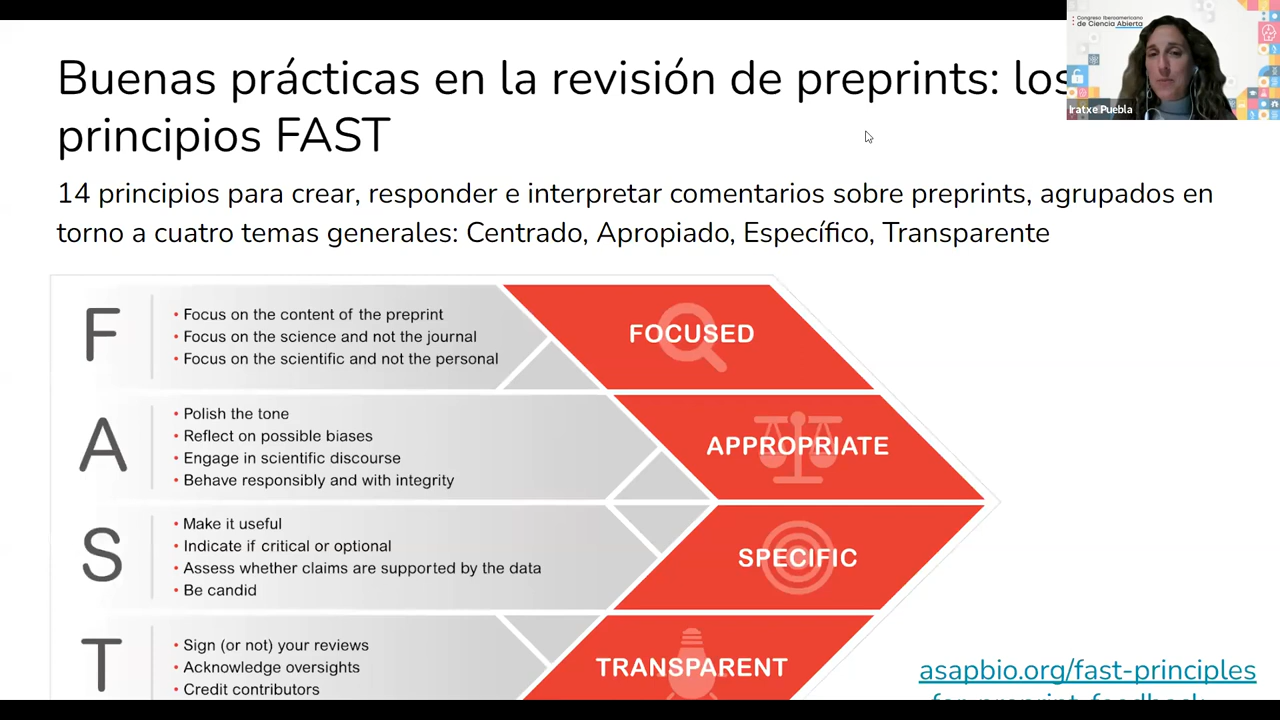 Buenas prácticas en la revisión de preprints: los
principios FAST
14 principios para crear, responder e interpretar comentarios sobre preprints, agrupados en
torno a cuatro temas generales: Centrado, Apropiado, Específico, Transparente
Congreso Iberoamericano
de Ciencia Abierta
Iratxe Puebla
F
• Focus on the content of the preprint
• Focus on the science and not the journal
• Focus on the scientific and not the personal
FOCUSED
A
• Polish the tone
• Reflect on possible biases
• Engage in scientific discourse
• Behave responsibly and with integrity
APPROPRIATE
S
• Make it useful
• Indicate if critical or optional
• Assess whether claims are supported by the data
• Be candid
SPECIFIC
T
• Sign (or not) your reviews
• Acknowledge oversights
• Credit contributors
TRANSPARENT
asapbio.org/fast-principles
-for-preprint-feedback